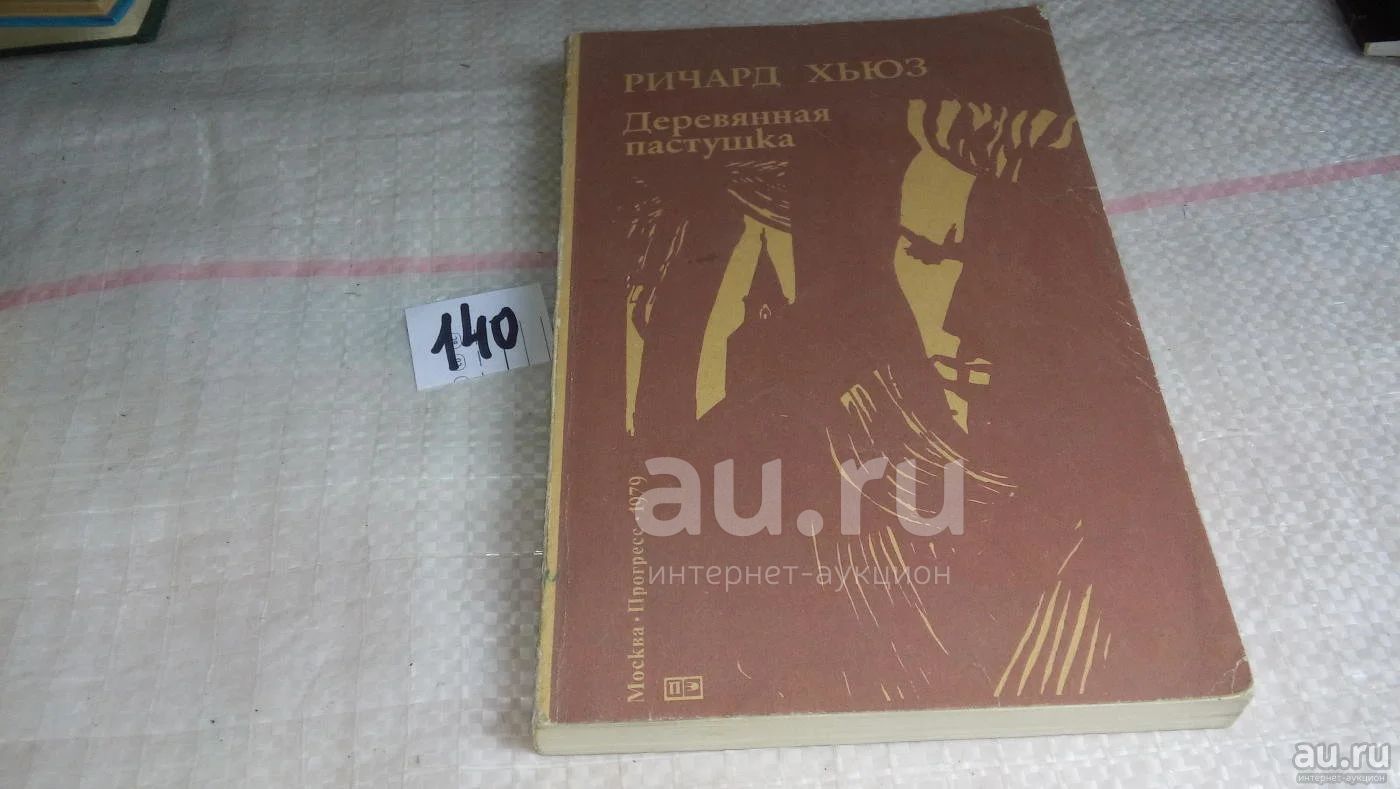 РИЧАРД ХЬЮЗ
Деревянная
пастушка
140
Москва · Прогресс · 1979
au.ru
интернет-аукцион
au.ru
интернет-аукцион